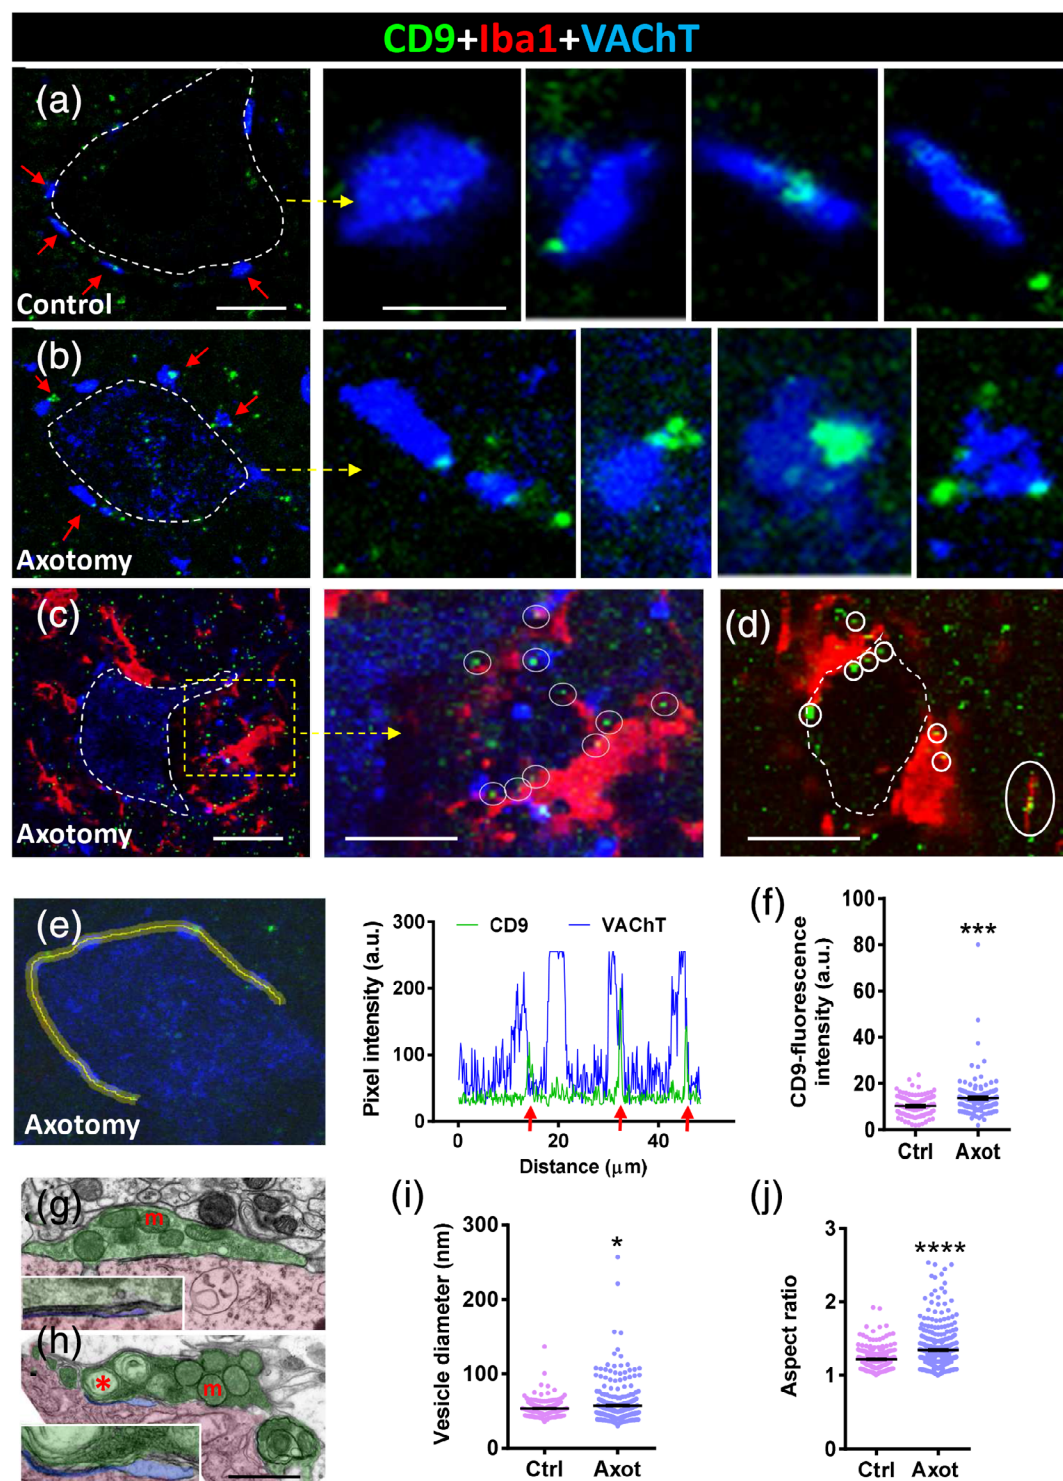 CD9+Iba1+VAChT
(a)
Control
(b)
Axotomy
(c)
Axotomy
(d)
(e)
Axotomy
Pixel intensity (a.u.)
300
200
100
0
CD9 VAChT
0 20 40
Distance (μm)
(f)
CD9-fluorescence
intensity (a.u.)
100
80
60
40
20
0
***
Ctrl Axot
(g)
m
(h)
*
m
(i)
Vesicle diameter (nm)
300
200
100
0
*
Ctrl Axot
(j)
Aspect ratio
3
2
1
0
****
Ctrl Axot